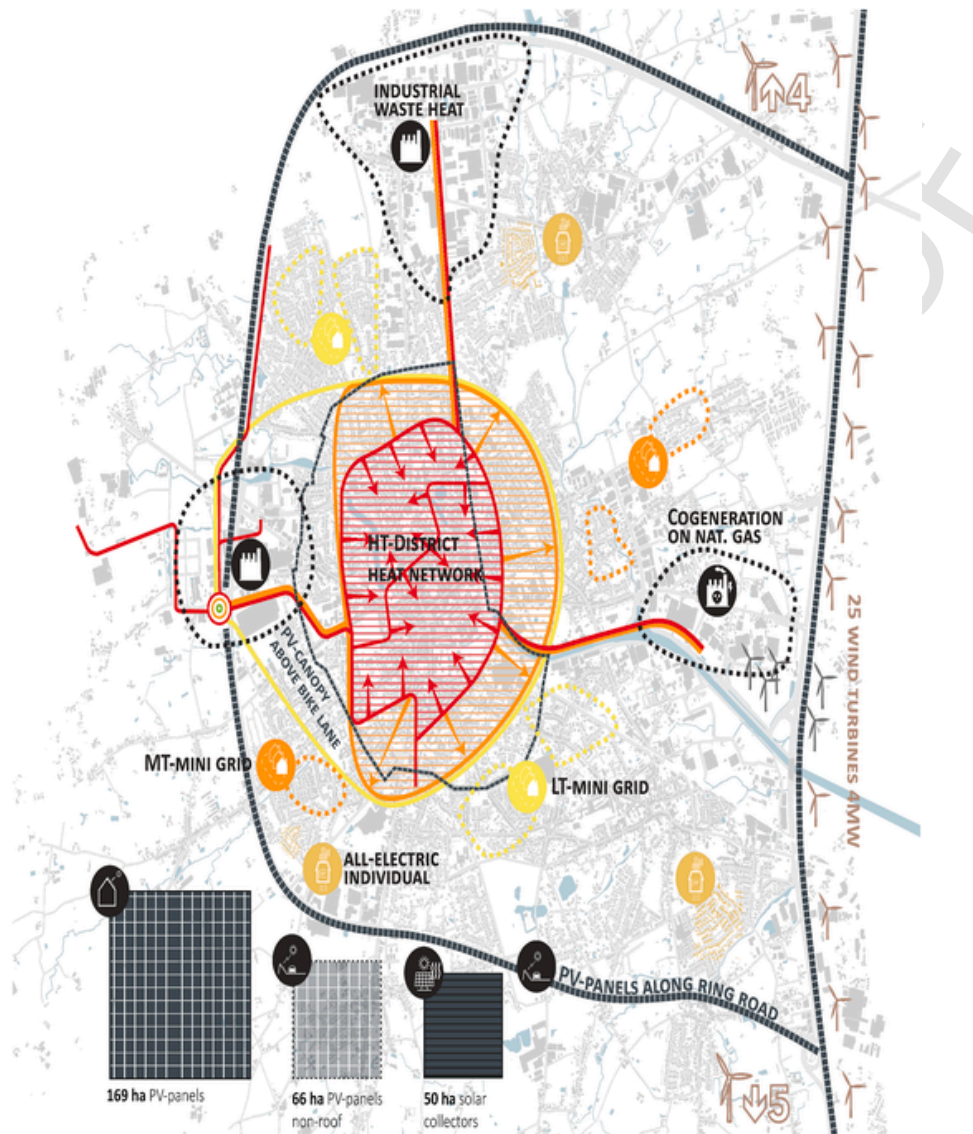 INDUSTRIAL
WASTE HEAT
4
COGENERATION
ON NAT. GAS
HT-DISTRICT
HEAT NETWORK
25 WIND TURBINES 4MW
PV-CANOPY
ABOVE BIKE LANE
MT-MINI GRID
LT-MINI GRID
ALL-ELECTRIC
INDIVIDUAL
PV-PANELS ALONG RING ROAD
5
169 ha PV-panels
66 ha PV-panels
non-roof
50 ha solar
collectors